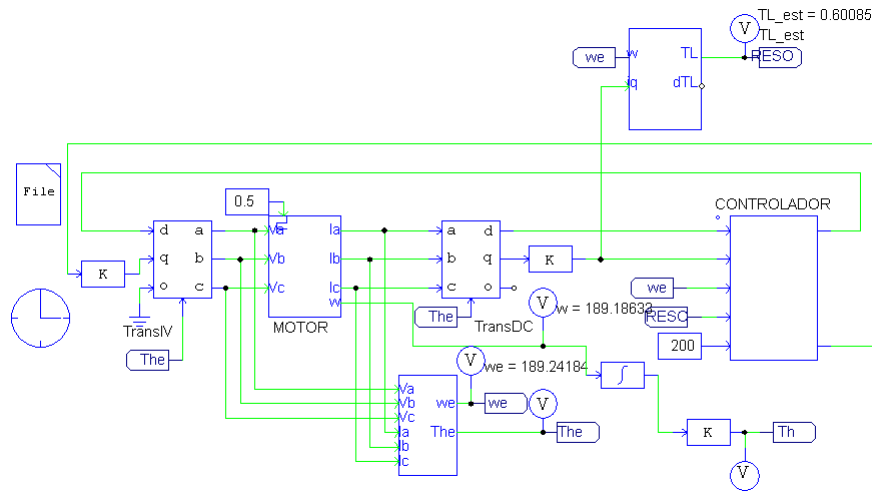 TL_est = 0.60085
V
TL_est
we
w
TL
RESO
iq
dTL
File
0.5
CONTROLADOR
d
a
Va
Ia
a
d
q
b
Vb
Ib
b
q
K
K
o
c
Vc
Ic
c
o
w
we
TransIV
MOTOR
The
TransDC
V
w = 189.18633
RESO
200
The
V
we = 189.24184
∫
Va
Vb
Vc
we
we
V
Ia
The
The
Ib
Ic
K
Th
V